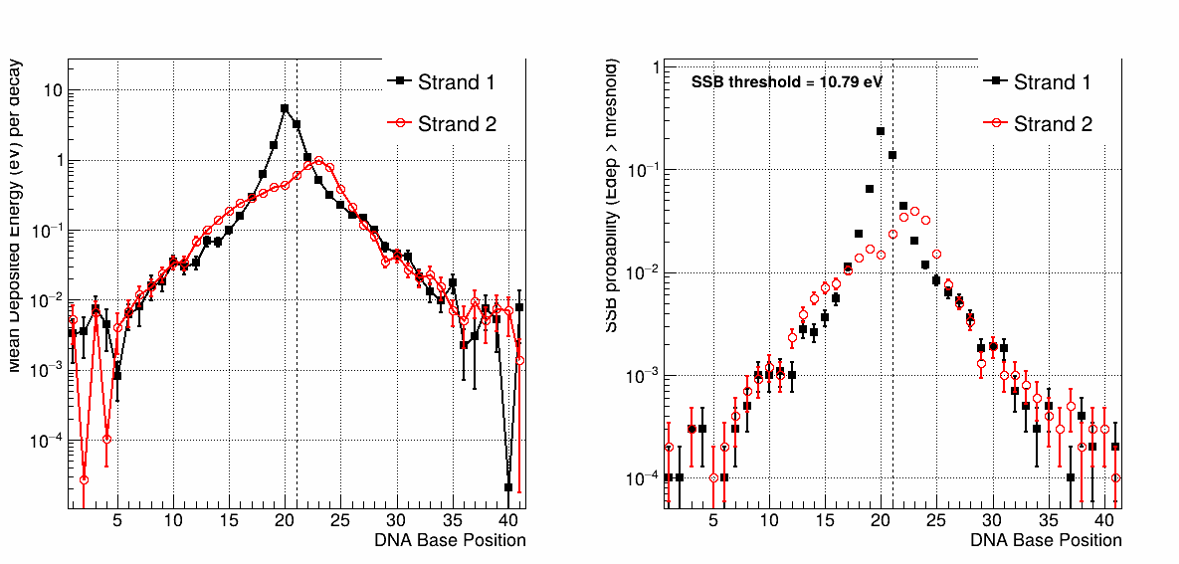 Mean Deposited Energy (eV) per decay
10
1
10⁻¹
10⁻²
10⁻³
10⁻⁴
Strand 1
Strand 2
5 10 15 20 25 30 35 40
DNA Base Position
SSB probability (Edep > threshold)
1
10⁻¹
10⁻²
10⁻³
10⁻⁴
SSB threshold = 10.79 eV
Strand 1
Strand 2
5 10 15 20 25 30 35 40
DNA Base Position